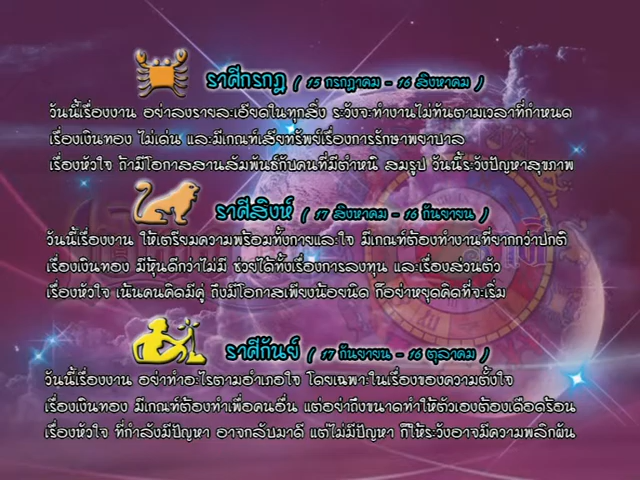 ราศีกรกฎ ( 15 กรกฎาคม - 16 สิงหาคม )
วันนี้เรื่องงาน อย่าลงรายละเอียดในทุกสิ่ง ระวังจะทำงานไม่ทันตามเวลาที่กำหนด
เรื่องเงินทอง ไม่เด่น และมีเกณฑ์เสียทรัพย์เรื่องการรักษาพยาบาล
เรื่องหัวใจ ถ้ามีโอกาสสานสัมพันธ์กับคนที่มีตำหนิ สมรูป วันนี้ระวังปัญหาสุขภาพ
ราศีสิงห์ ( 17 สิงหาคม - 16 กันยายน )
วันนี้เรื่องงาน ให้เตรียมความพร้อมทั้งกายและใจ มีเกณฑ์ต้องทำงานที่ยากกว่าปกติ
เรื่องเงินทอง มีหุ้นดีกว่าไม่มี ช่วยได้ทั้งเรื่องการลงทุน และเรื่องส่วนตัว
เรื่องหัวใจ เน้นคนคิดมีคู่ ถึงมีโอกาสเพียงน้อยนิด ก็อย่าหยุดคิดที่จะเริ่ม
ราศีกันย์ ( 17 กันยายน - 16 ตุลาคม )
วันนี้เรื่องงาน อย่าทำอะไรตามอำเภอใจ โดยเฉพาะในเรื่องของความตั้งใจ
เรื่องเงินทอง มีเกณฑ์ต้องทำเพื่อคนอื่น แต่อย่าถึงขนาดทำให้ตัวเองต้องเดือดร้อน
เรื่องหัวใจ ที่กำลังมีปัญหา อาจกลับมาดี แต่ไม่มีปัญหา ก็ให้ระวังอาจมีความพลิกผัน